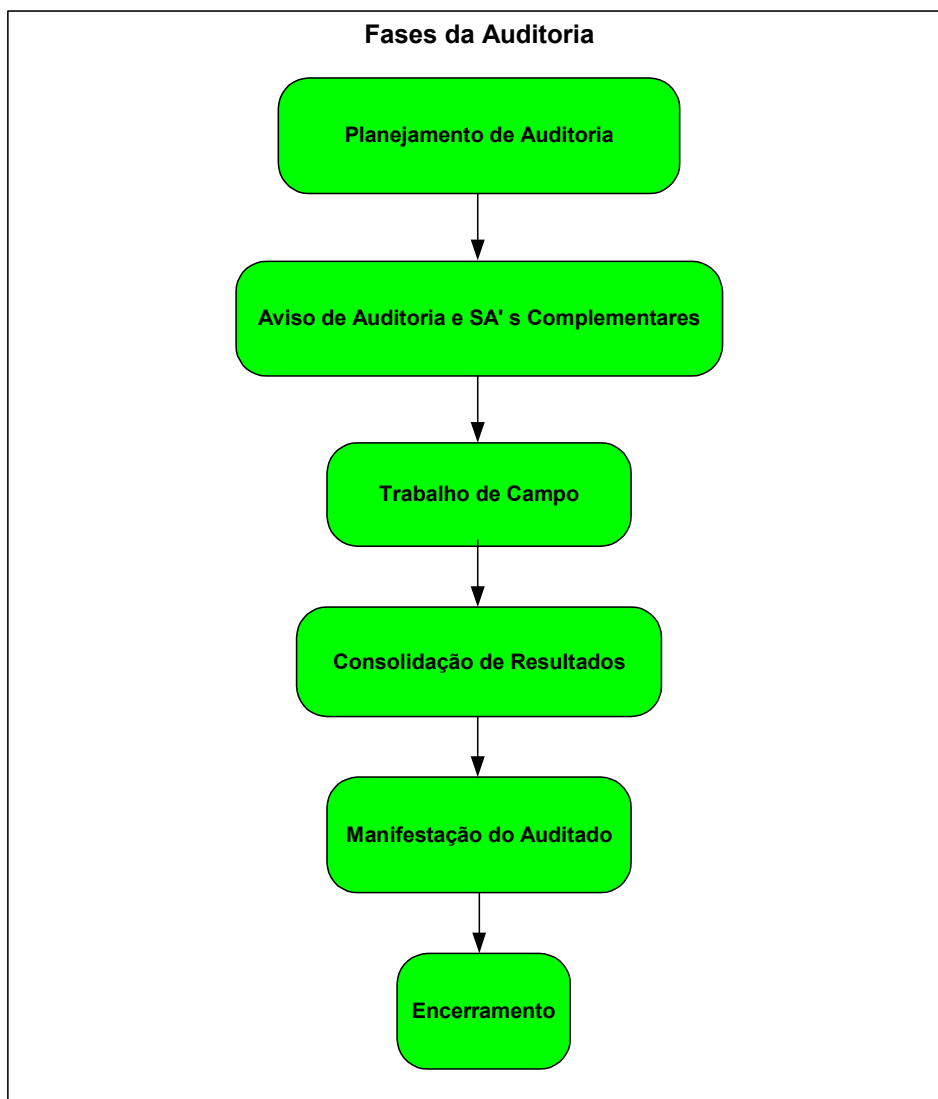 Fases da Auditoria
Planejamento de Auditoria
Aviso de Auditoria e SA' s Complementares
Trabalho de Campo
Consolidação de Resultados
Manifestação do Auditado
Encerramento